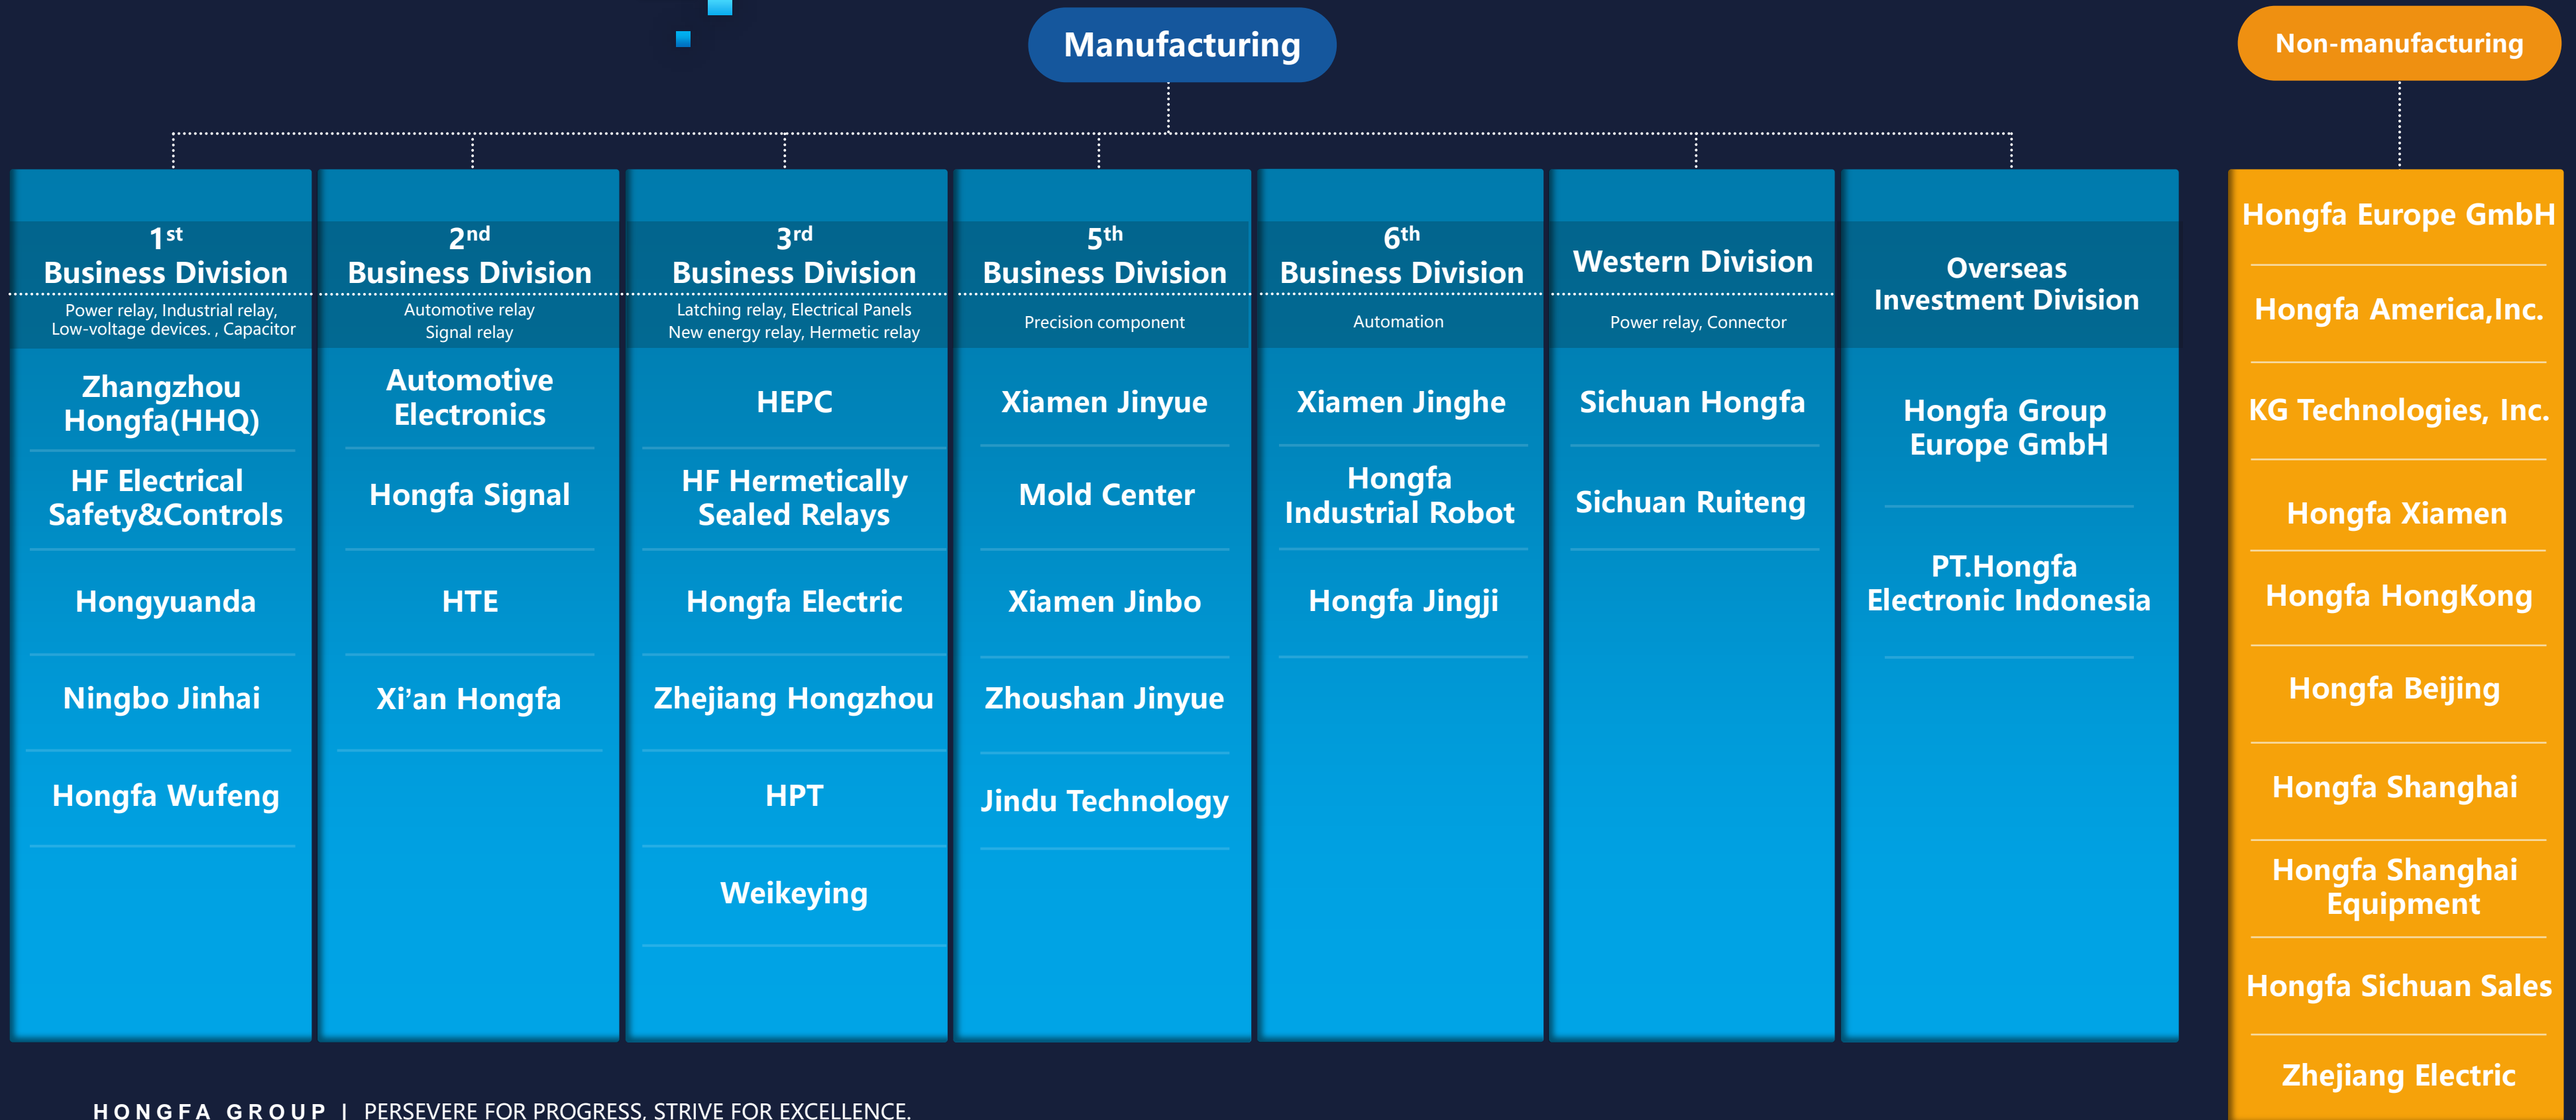 Manufacturing
Non-manufacturing
1st
Business Division
Power relay, Industrial relay,
Low-voltage devices. , Capacitor
Zhangzhou
Hongfa(HHQ)
HF Electrical
Safety&Controls
Hongyuanda
Ningbo Jinhai
Hongfa Wufeng
2nd
Business Division
Automotive relay
Signal relay
Automotive
Electronics
Hongfa Signal
HTE
Xi’an Hongfa
3rd
Business Division
Latching relay, Electrical Panels
New energy relay, Hermetic relay
HEPC
HF Hermetically
Sealed Relays
Hongfa Electric
Zhejiang Hongzhou
HPT
Weikeying
5th
Business Division
Precision component
Xiamen Jinyue
Mold Center
Xiamen Jinbo
Zhoushan Jinyue
Jindu Technology
6th
Business Division
Automation
Xiamen Jinghe
Hongfa
Industrial Robot
Hongfa Jingji
Western Division
Power relay, Connector
Sichuan Hongfa
Sichuan Ruiteng
Overseas
Investment Division
Hongfa Group
Europe GmbH
PT.Hongfa
Electronic Indonesia
Hongfa Europe GmbH
Hongfa America,Inc.
KG Technologies, Inc.
Hongfa Xiamen
Hongfa HongKong
Hongfa Beijing
Hongfa Shanghai
Hongfa Shanghai
Equipment
Hongfa Sichuan Sales
Zhejiang Electric
HONGFA GROUP | PERSEVERE FOR PROGRESS, STRIVE FOR EXCELLENCE.